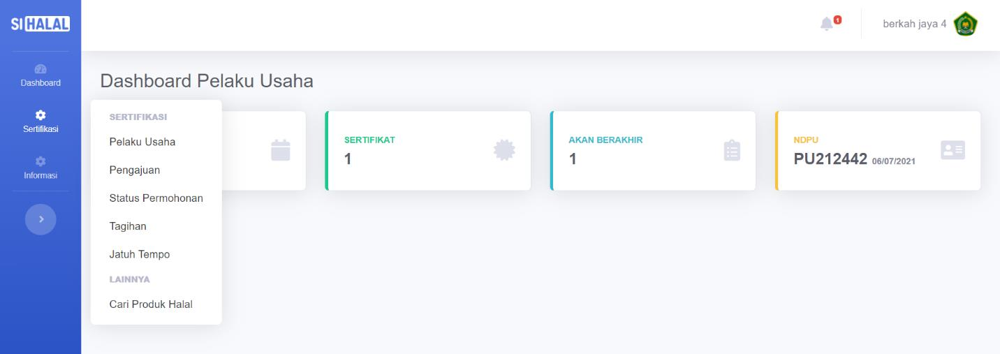 SIHALAL
1
berkah jaya 4
Dashboard
Sertifikasi
Informasi
Dashboard Pelaku Usaha
SERTIFIKASI
Pelaku Usaha
Pengajuan
Status Permohonan
Tagihan
Jatuh Tempo
LAINNYA
Cari Produk Halal
SERTIFIKAT
1
AKAN BERAKHIR
1
NDPU
PU212442 06/07/2021